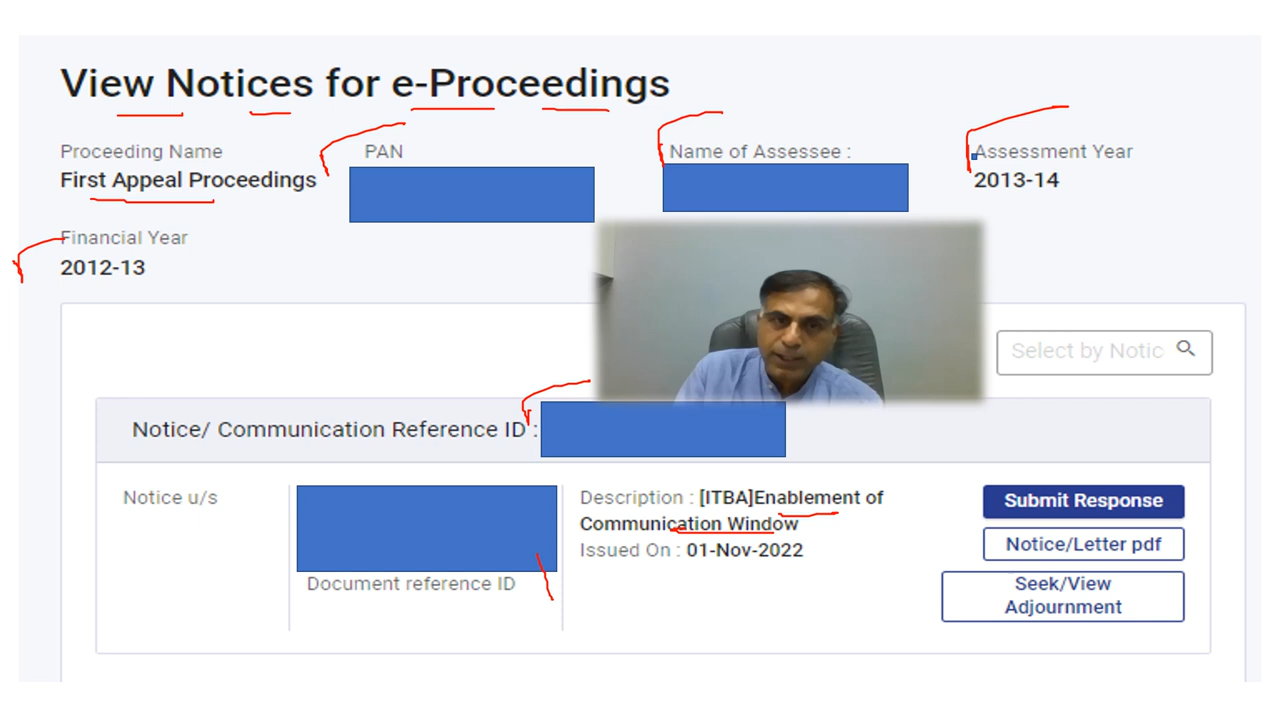 View Notices for e-Proceedings
Proceeding Name
First Appeal Proceedings
PAN
Name of Assessee :
Assessment Year
2013-14
Financial Year
2012-13
Select by Notic
Notice/ Communication Reference ID :
Notice u/s
Document reference ID
Description : [ITBA]Enablement of
Communication Window
Issued On : 01-Nov-2022
Submit Response
Notice/Letter pdf
Seek/View
Adjournment